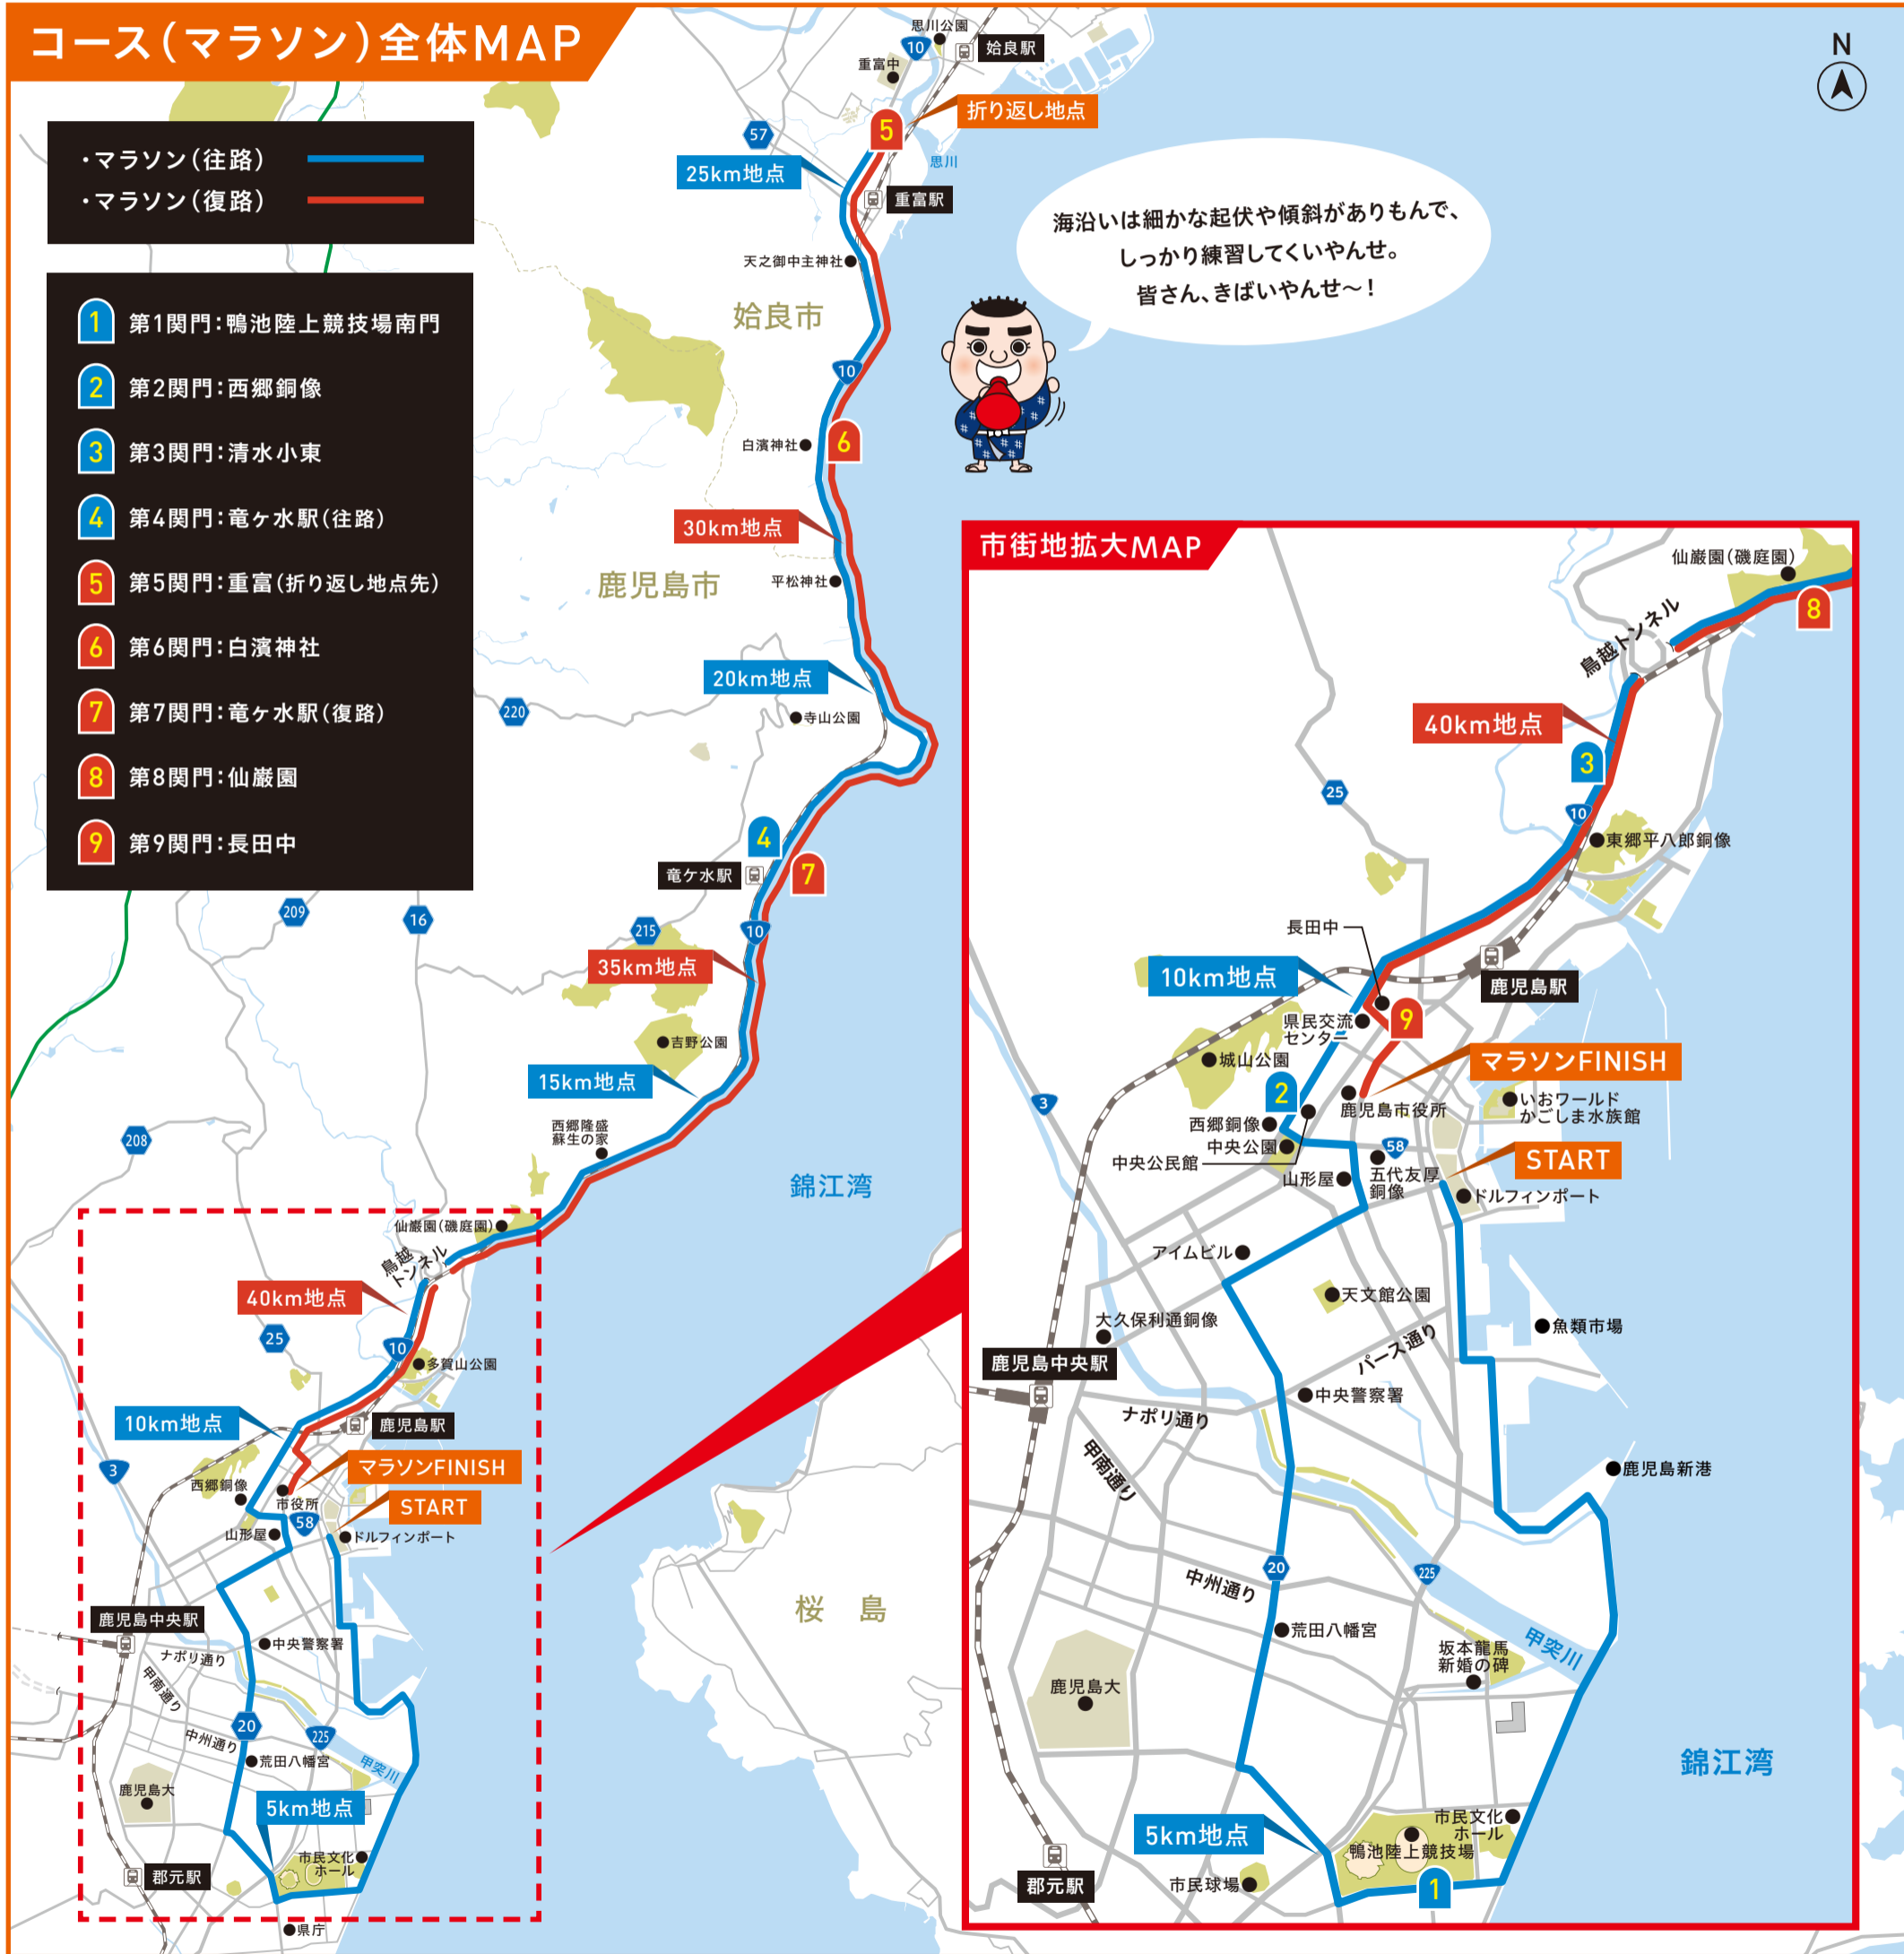 コース（マラソン）全体MAP
・マラソン（往路）
・マラソン（復路）
1 第1関門：鴨池陸上競技場南門
2 第2関門：西郷銅像
3 第3関門：清水小東
4 第4関門：竜ヶ水駅（往路）
5 第5関門：重富（折り返し地点先）
6 第6関門：白濱神社
7 第7関門：竜ヶ水駅（復路）
8 第8関門：仙巌園
9 第9関門：長田中
N
思川公園
10
姶良駅
重富中
折り返し地点
5
57
思川
25km地点
重富駅
海沿いは細かな起伏や傾斜がありもんで、
しっかり練習してくいやんせ。
皆さん、きばいやんせ～！
天之御中主神社
姶良市
10
白濱神社
6
30km地点
平松神社
鹿児島市
20km地点
220
寺山公園
4
竜ケ水駅
7
209
16
215
10
35km地点
吉野公園
15km地点
208
西郷隆盛
蘇生の家
錦江湾
仙巌園（磯庭園）
鳥越
トンネル
40km地点
25
10
多賀山公園
10km地点
鹿児島駅
3
マラソンFINISH
西郷銅像
市役所
START
58
山形屋
ドルフィンポート
鹿児島中央駅
中央警察署
ナポリ通り
甲南通り
桜 島
20
225
中州通り
荒田八幡宮
甲突川
鹿児島大
5km地点
市民文化
ホール
郡元駅
県庁
市街地拡大MAP
仙巌園（磯庭園）
8
鳥越トンネル
40km地点
3
25
10
東郷平八郎銅像
長田中
10km地点
鹿児島駅
9
県民交流
センター
城山公園
マラソンFINISH
2
3
鹿児島市役所
いおワールド
かごしま水族館
西郷銅像
中央公園
58
START
中央公民館
山形屋
五代友厚
銅像
ドルフィンポート
アイムビル
天文館公園
大久保利通銅像
魚類市場
パース通り
鹿児島中央駅
中央警察署
ナポリ通り
甲南通り
鹿児島新港
20
225
中州通り
荒田八幡宮
甲突川
坂本龍馬
新婚の碑
鹿児島大
錦江湾
5km地点
市民文化
ホール
鴨池陸上競技場
市民球場
郡元駅
1